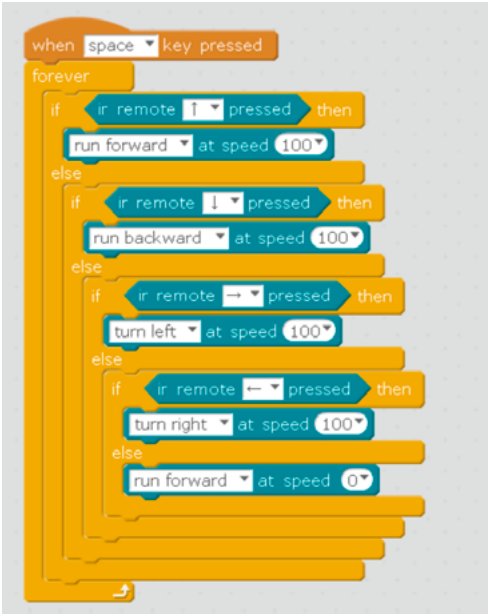 when space key pressed
forever
if ir remote ↑ pressed then
run forward at speed 100
else
if ir remote ↓ pressed then
run backward at speed 100
else
if ir remote → pressed then
turn left at speed 100
else
if ir remote ← pressed then
turn right at speed 100
else
run forward at speed 0